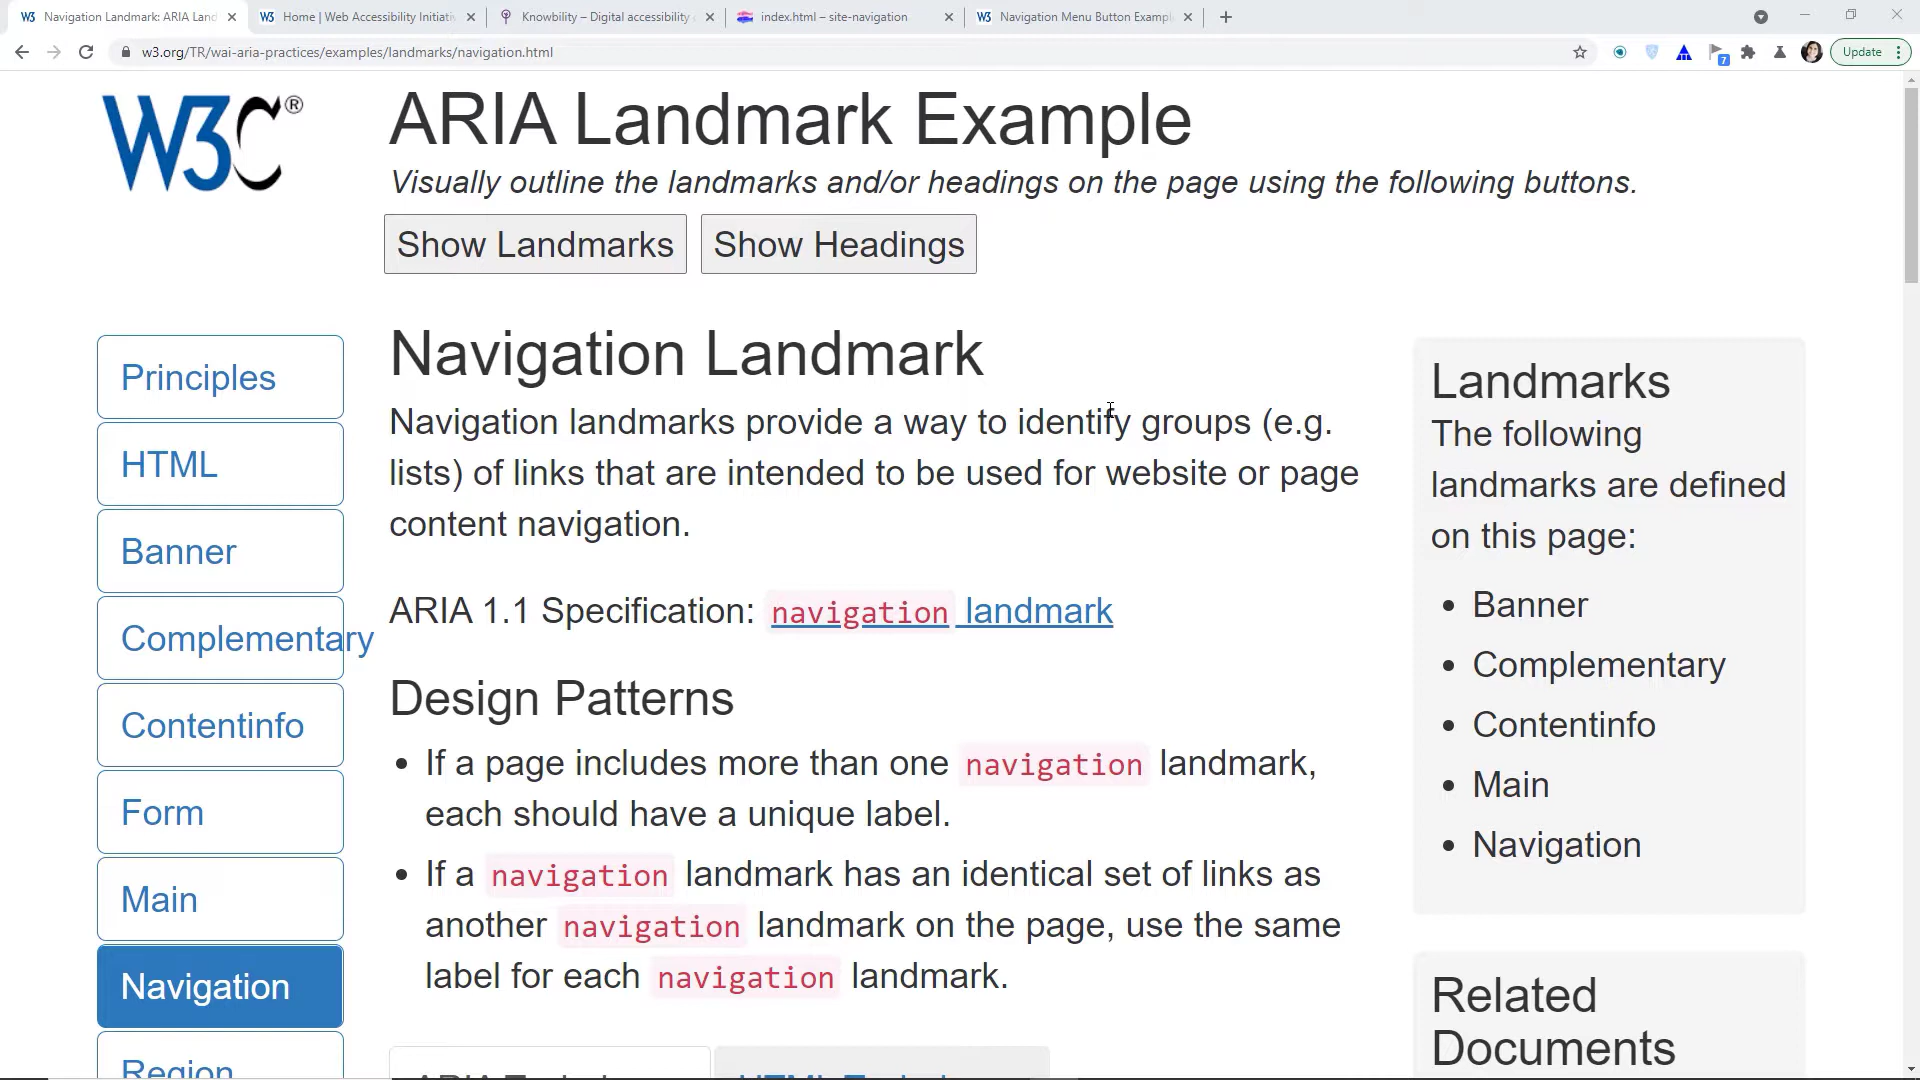 Navigation Landmark: ARIA Land
Home | Web Accessibility Initiativ
Knowbility – Digital accessibility
index.html – site-navigation
Navigation Menu Button Exampl
w3.org/TR/wai-aria-practices/examples/landmarks/navigation.html
7
Update
W3C®
ARIA Landmark Example
Visually outline the landmarks and/or headings on the page using the following buttons.
Show Landmarks
Show Headings
Principles
HTML
Banner
Complementary
Contentinfo
Form
Main
Navigation
Region
Navigation Landmark
Navigation landmarks provide a way to identify groups (e.g.
lists) of links that are intended to be used for website or page
content navigation.
ARIA 1.1 Specification: navigation landmark
Design Patterns
If a page includes more than one navigation landmark,
each should have a unique label.
If a navigation landmark has an identical set of links as
another navigation landmark on the page, use the same
label for each navigation landmark.
Landmarks
The following
landmarks are defined
on this page:
Banner
Complementary
Contentinfo
Main
Navigation
Related
Documents